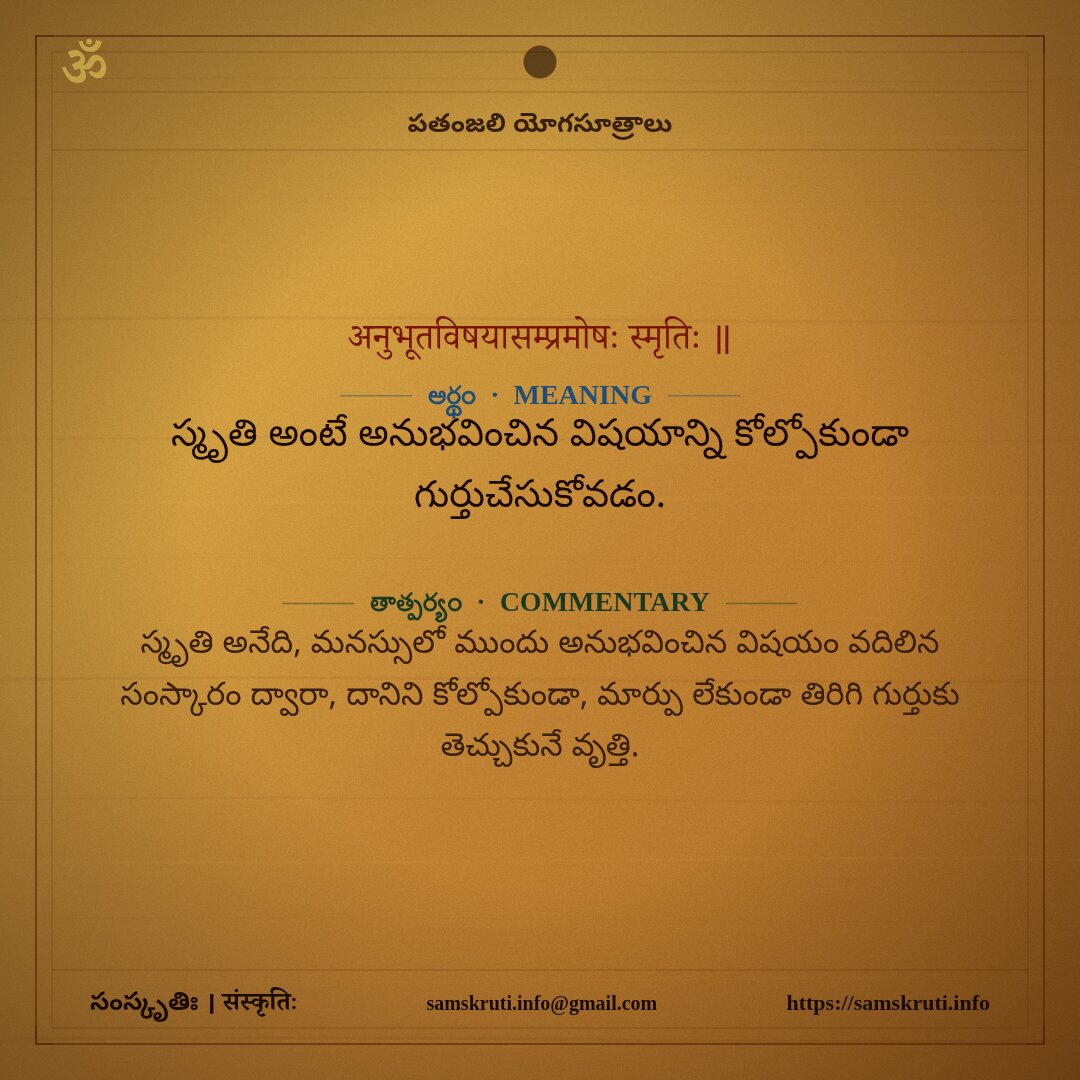 ॐ
పతంజలి యోగసూత్రాలు
अनुभूतविषयासम्प्रमोषः स्मृतिः ॥
అర్థం · MEANING
స్మృతి అంటే అనుభవించిన విషయాన్ని కోల్పోకుండా
గుర్తుచేసుకోవడం.
తాత్పర్యం · COMMENTARY
స్మృతి అనేది, మనస్సులో ముందు అనుభవించిన విషయం వదిలిన
సంస్కారం ద్వారా, దానిని కోల్పోకుండా, మార్పు లేకుండా తిరిగి గుర్తుకు
తెచ్చుకునే వృత్తి.
సంస్కృతిః | संस्कृतिः samskruti.info@gmail.com https://samskruti.info